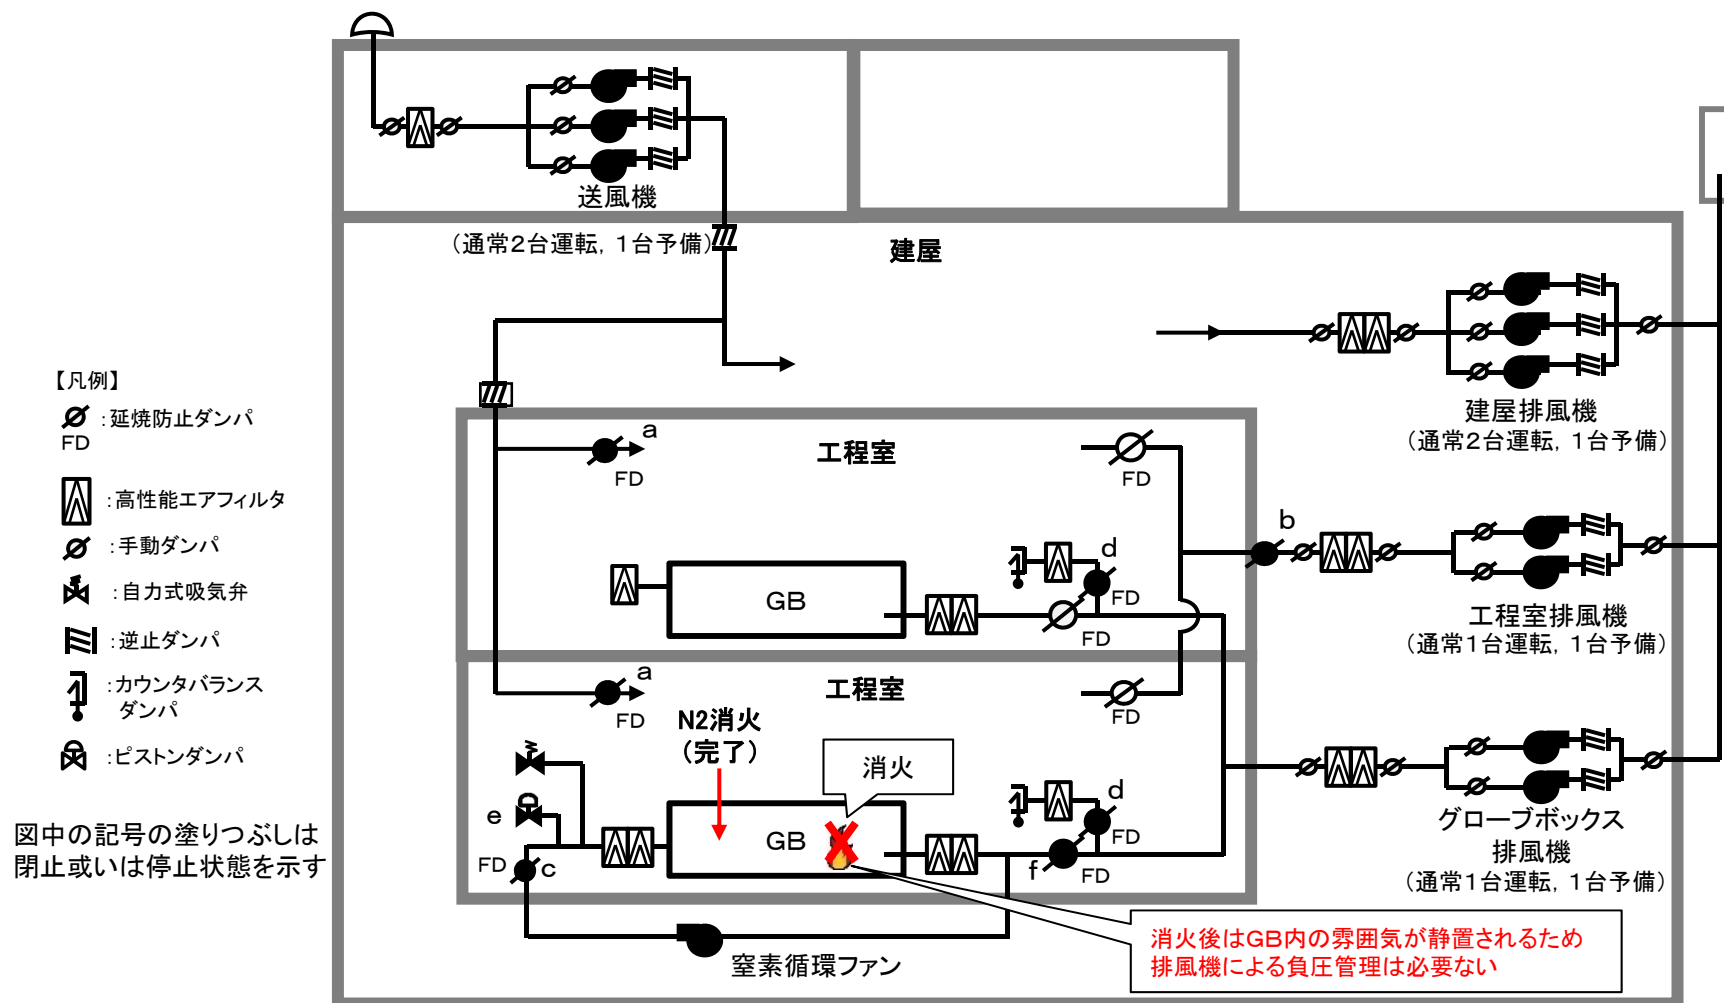 送風機
（通常2台運転，1台予備）
建屋
建屋排風機
（通常2台運転，1台予備）
【凡例】
：延焼防止ダンパ
FD
：高性能エアフィルタ
：手動ダンパ
：自力式吸気弁
：逆止ダンパ
：カウンタバランス
ダンパ
：ピストンダンパ
図中の記号の塗りつぶしは
閉止或いは停止状態を示す
工程室
a
FD
FD
b
d
GB
FD
FD
工程室排風機
（通常1台運転，1台予備）
工程室
a
FD
FD
N2消火
（完了）
消火
e
d
GB
FD
FD
c
f
FD
グローブボックス
排風機
（通常1台運転，1台予備）
消火後はGB内の雰囲気が静置されるため
排風機による負圧管理は必要ない
窒素循環ファン